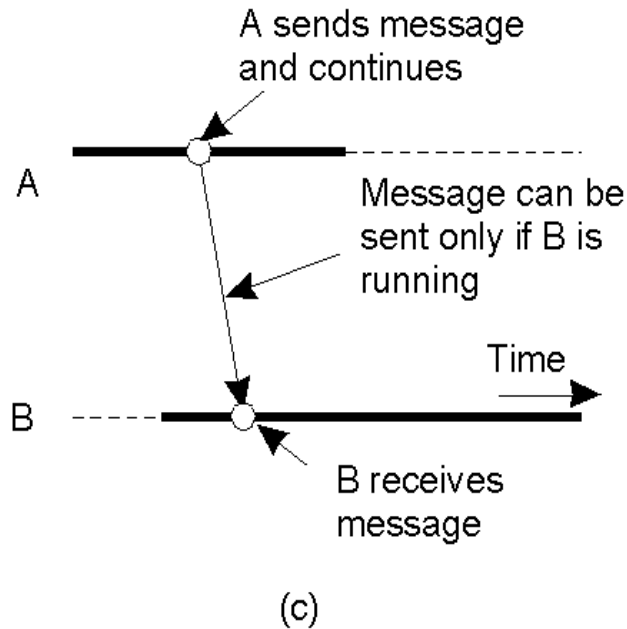 A sends message
and continues
A
Message can be
sent only if B is
running
Time
B
B receives
message
(c)